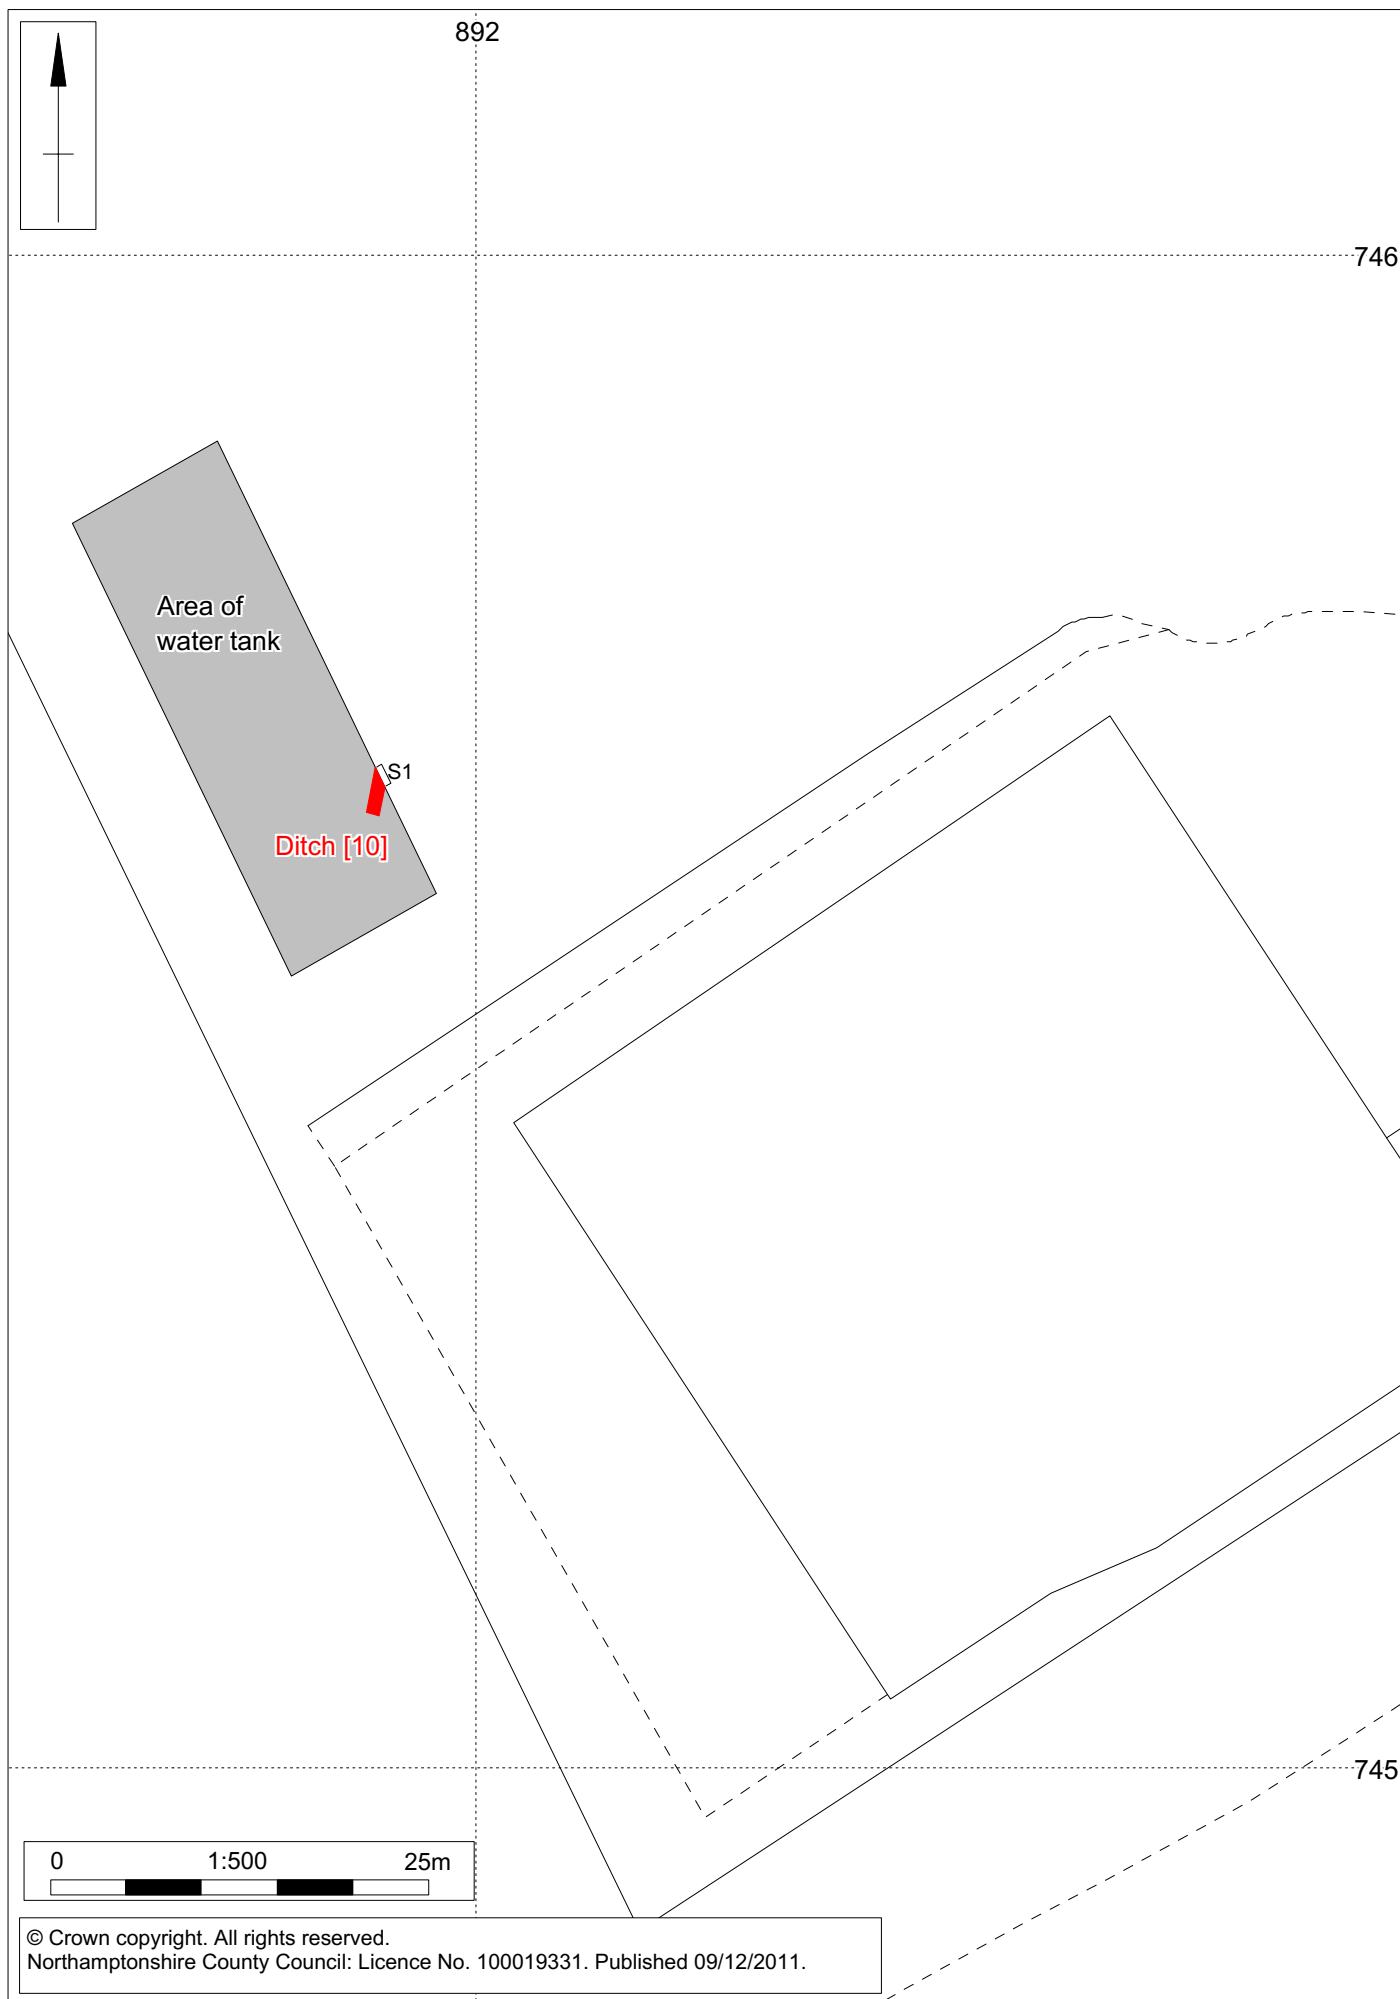 892
746
Area of
water tank
S1
Ditch [10]
745
0 1:500 25m
© Crown copyright. All rights reserved.
Northamptonshire County Council: Licence No. 100019331. Published 09/12/2011.